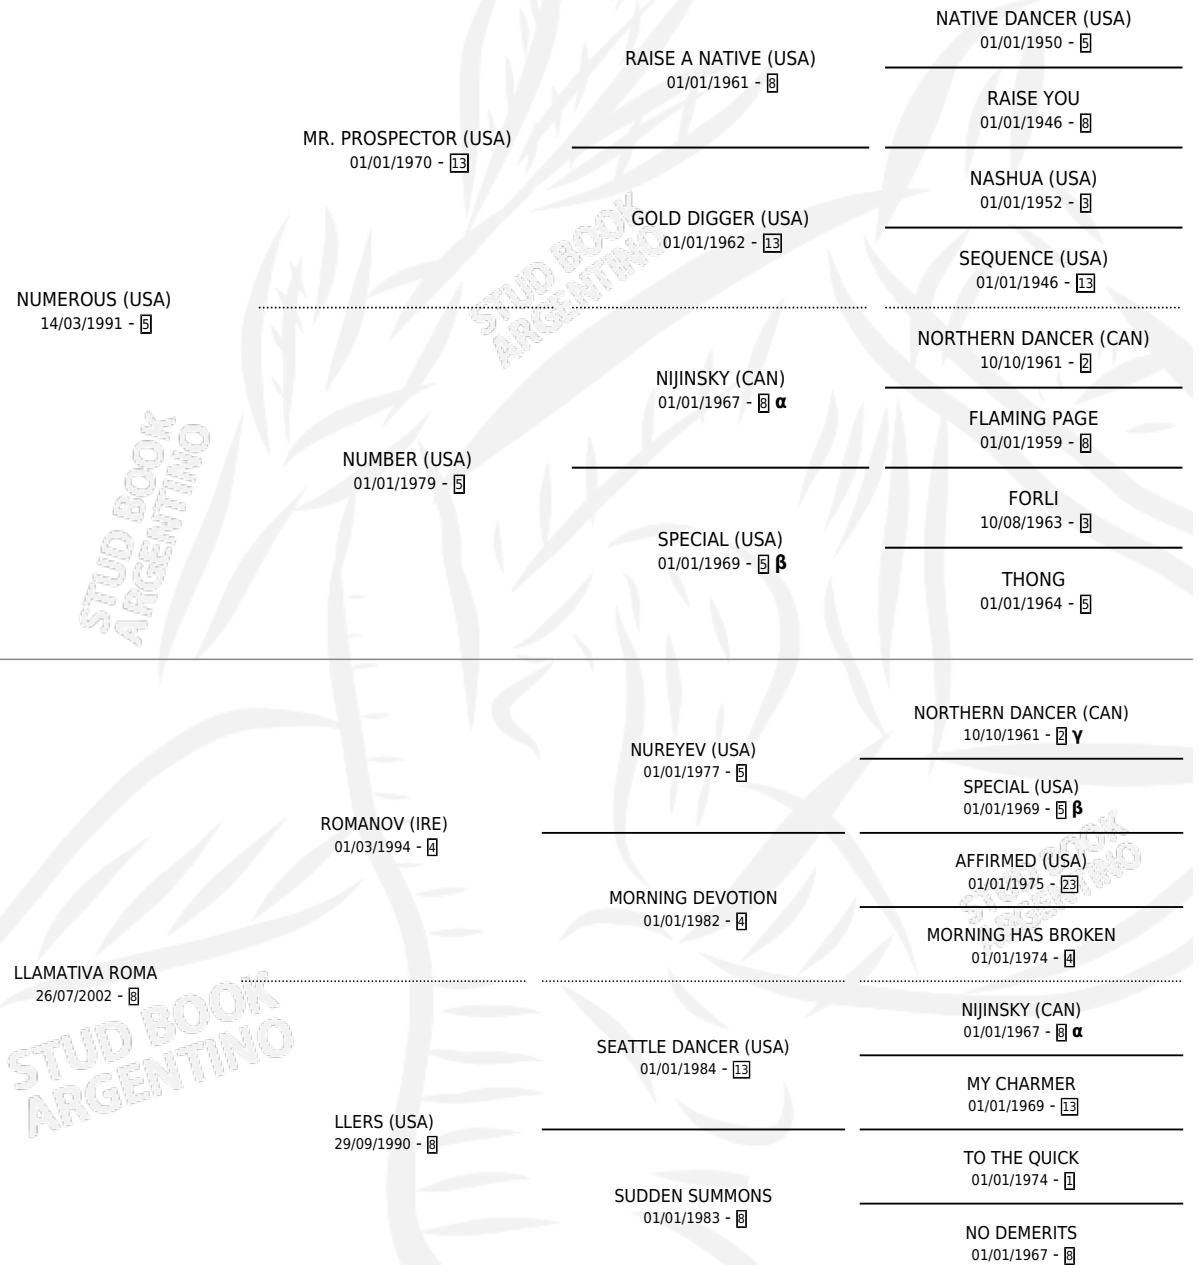 NATIVE DANCER (USA)
01/01/1950 - 5
RAISE A NATIVE (USA)
01/01/1961 - 8
RAISE YOU
01/01/1946 - 8
MR. PROSPECTOR (USA)
01/01/1970 - 13
NASHUA (USA)
01/01/1952 - 3
GOLD DIGGER (USA)
01/01/1962 - 13
SEQUENCE (USA)
01/01/1946 - 13
STUD BOOK
ARGENTINO
NUMEROUS (USA)
14/03/1991 - 5
NORTHERN DANCER (CAN)
10/10/1961 - 2
NIJINSKY (CAN)
01/01/1967 - 8 α
FLAMING PAGE
01/01/1959 - 8
NUMBER (USA)
01/01/1979 - 5
FORLI
10/08/1963 - 3
SPECIAL (USA)
01/01/1969 - 5 β
THONG
01/01/1964 - 5
STUD BOOK
ARGENTINO
NORTHERN DANCER (CAN)
10/10/1961 - 2 γ
NUREYEV (USA)
01/01/1977 - 5
SPECIAL (USA)
01/01/1969 - 5 β
ROMANOV (IRE)
01/03/1994 - 4
AFFIRMED (USA)
01/01/1975 - 23
MORNING DEVOTION
01/01/1982 - 4
MORNING HAS BROKEN
01/01/1974 - 4
STUD BOOK
ARGENTINO
LLAMATIVA ROMA
26/07/2002 - 8
NIJINSKY (CAN)
01/01/1967 - 8 α
SEATTLE DANCER (USA)
01/01/1984 - 13
MY CHARMER
01/01/1969 - 13
LLERS (USA)
29/09/1990 - 8
TO THE QUICK
01/01/1974 - 1
SUDDEN SUMMONS
01/01/1983 - 8
NO DEMERITS
01/01/1967 - 8
STUD BOOK
ARGENTINO